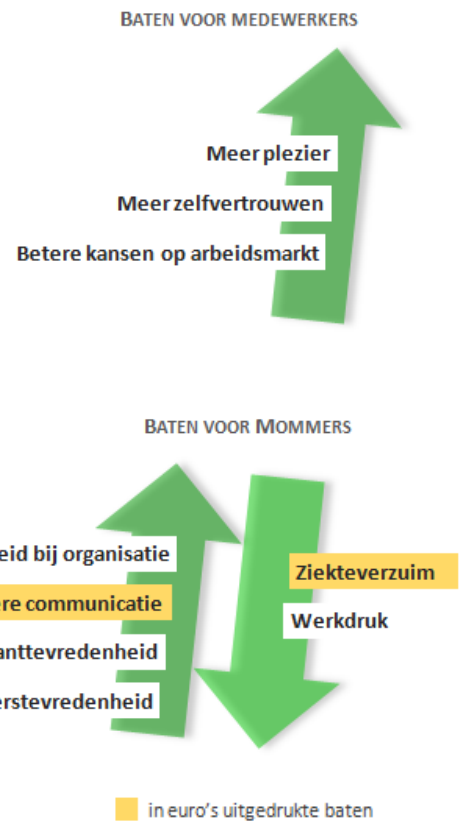 BATEN VOOR MEDEWERKERS
Meer plezier
Meer zelfvertrouwen
Betere kansen op arbeidsmarkt
BATEN VOOR MOMMERS
bij organisatie
Ziekteverzuim
communicatie
Werkdruk
in euro's uitgedrukte baten